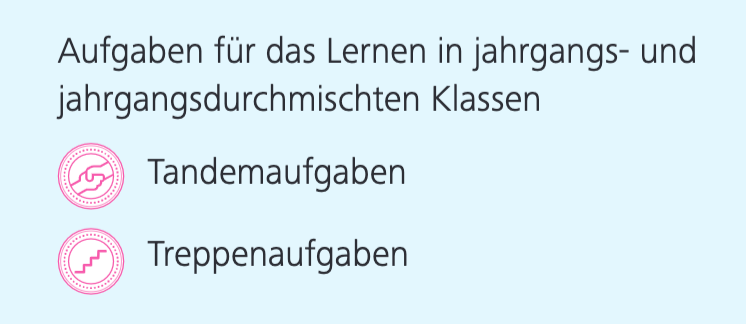 Aufgaben für das Lernen in jahrgangs- und
jahrgangsdurchmischten Klassen
Tandemaufgaben
Treppenaufgaben